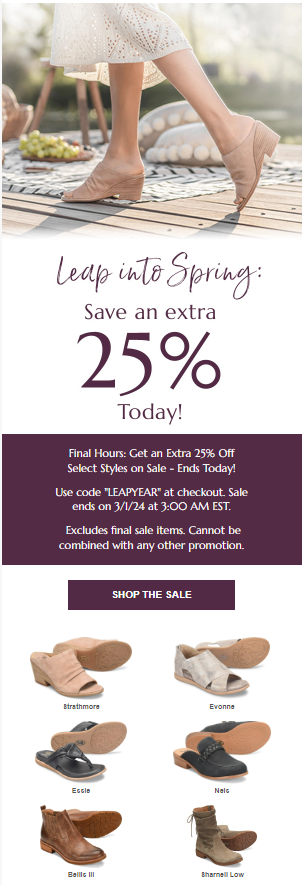 Leap into Spring:
Save an extra
25%
Today!
Final Hours: Get an Extra 25% Off
Select Styles on Sale - Ends Today!
Use code "LEAPYEAR" at checkout. Sale
ends on 3/1/24 at 3:00 AM EST.
Excludes final sale items. Cannot be
combined with any other promotion.
SHOP THE SALE
Strathmore
Evonne
Essie
Nels
Bellis III
Sharnell Low